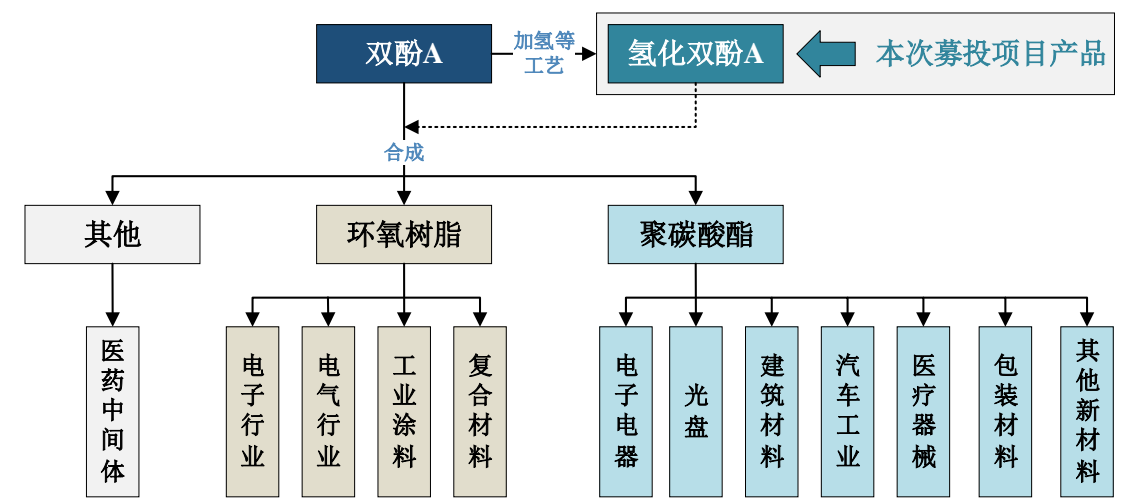 双酚A
加氢等
工艺
氢化双酚A
本次募投项目产品
合成
其他
环氧树脂
聚碳酸酯
医药中间体
电子行业
电气行业
工业涂料
复合材料
电子电器
光盘
建筑材料
汽车工业
医疗器械
包装材料
其他新材料